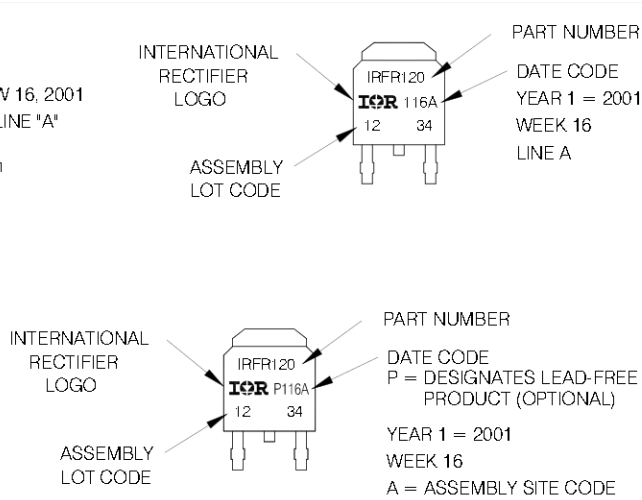 W 16, 2001
LINE "A"
INTERNATIONAL
RECTIFIER
LOGO
ASSEMBLY
LOT CODE
IRFR120
IOR 116A
12 34
PART NUMBER
DATE CODE
YEAR 1 = 2001
WEEK 16
LINE A
INTERNATIONAL
RECTIFIER
LOGO
ASSEMBLY
LOT CODE
IRFR120
IOR P116A
12 34
PART NUMBER
DATE CODE
P = DESIGNATES LEAD-FREE
PRODUCT (OPTIONAL)
YEAR 1 = 2001
WEEK 16
A = ASSEMBLY SITE CODE